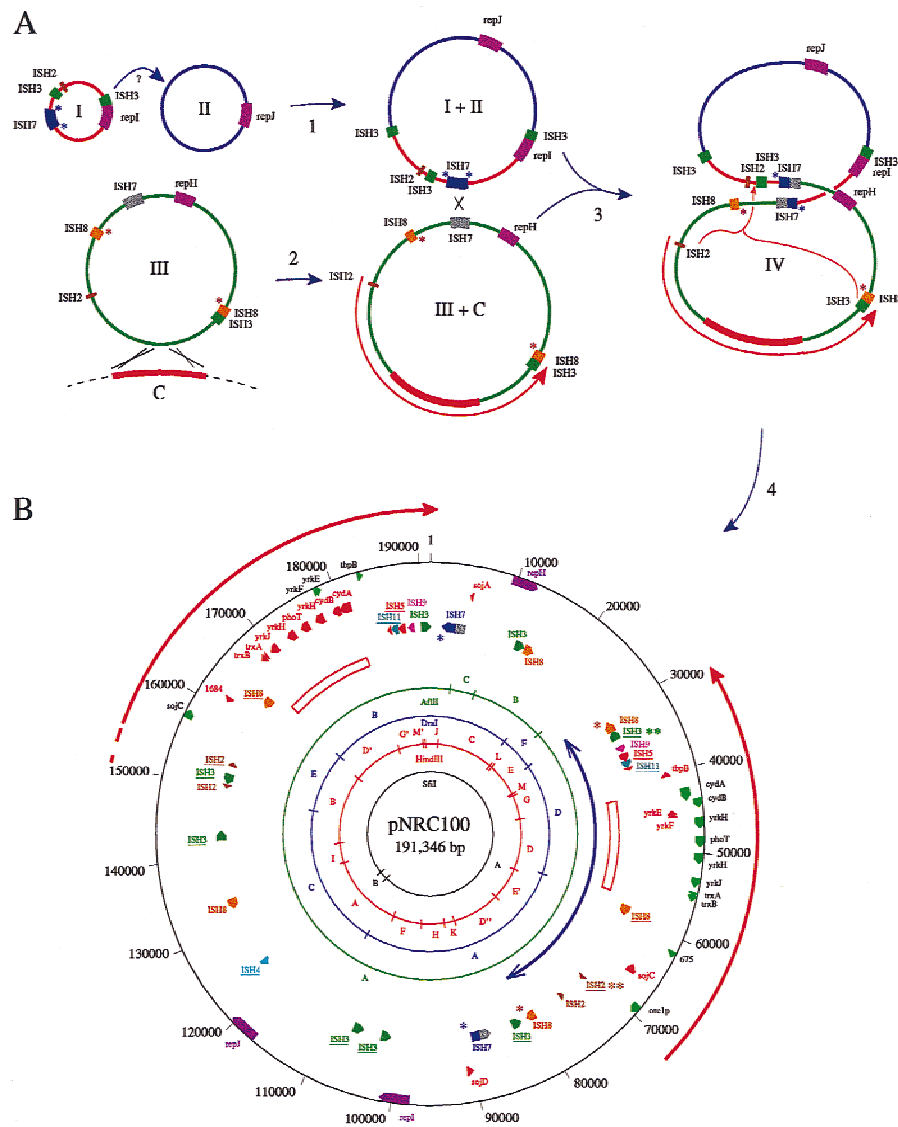 A
ISH2
ISH3
ISH3
?
I
II
repI
repJ
ISH7
*
*
1
repJ
I + II
ISH3
ISH3
repI
ISH2
ISH3
ISH7
*
*
X
3
repJ
ISH3
ISH3
repI
ISH3
ISH2
ISH7
*
repH
ISH8
*
ISH7
*
IV
ISH2
ISH3
*
ISH7
repH
ISH8
*
III
ISH2
*
ISH8
ISH3
C
2
ISH8
*
ISH7
repH
ISH2
III + C
*
ISH8
ISH3
4
B
190000
1
10000
20000
30000
40000
50000
60000
70000
80000
90000
100000
110000
120000
130000
140000
150000
160000
170000
180000
tbpB
yrkE
yrkF
cydA
cydB
yrkH
phoT
yrkH
yrkJ
trxA
trxB
1684
sojC
ISH8
ISH5
ISH11
ISH9
ISH3
ISH7
*
sojA
repH
ISH3
ISH8
*
ISH8
ISH3 **
ISH9
ISH5
ISH11
tbpB
cydA
cydB
yrkE
yrkF
yrkH
phoT
yrkH
yrkJ
trxA
trxB
ISH8
675
sojC
ISH2 **
ISH2
orc1p
*
ISH8
ISH3
*
ISH7
sojD
repI
ISH3
ISH3
repJ
ISH4
ISH8
ISH3
ISH2
ISH3
ISH2
C
AflII
B
B
A
DraI
F
D
A
C
E
HindIII
M'
J
C
L
E
M
G
D
E'
D''
K
H
F
A
I
B
D'
G'
SfiI
A
B
pNRC100
191,346 bp